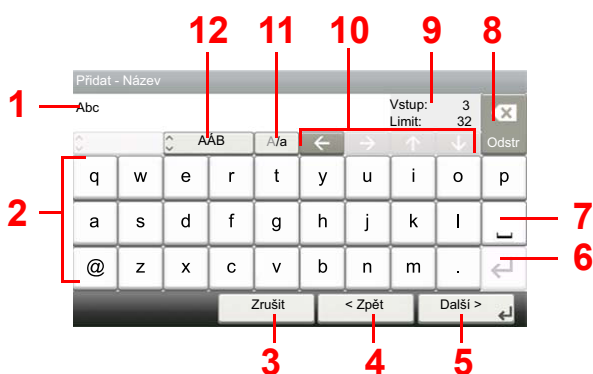 12 11 10 9 8
Přidat - Název
1 Abc Vstup: 3
Limit: 32
AÁB A/a ← → ↑ ↓ Odstr
q w e r t y u i o p
2 a s d f g h j k l 7
@ z x c v b n m . 6
Zrušit < Zpět Další >
3 4 5